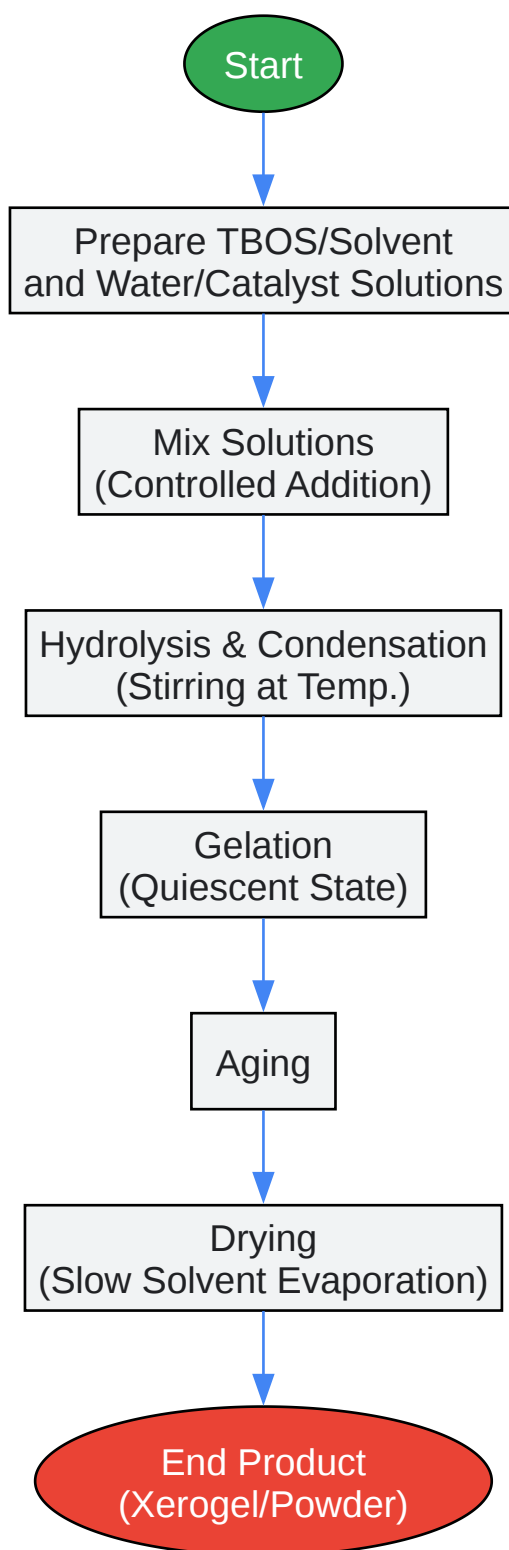 Start
Prepare TBOS/Solvent
and Water/Catalyst Solutions
Mix Solutions
(Controlled Addition)
Hydrolysis & Condensation
(Stirring at Temp.)
Gelation
(Quiescent State)
Aging
Drying
(Slow Solvent Evaporation)
End Product
(Xerogel/Powder)